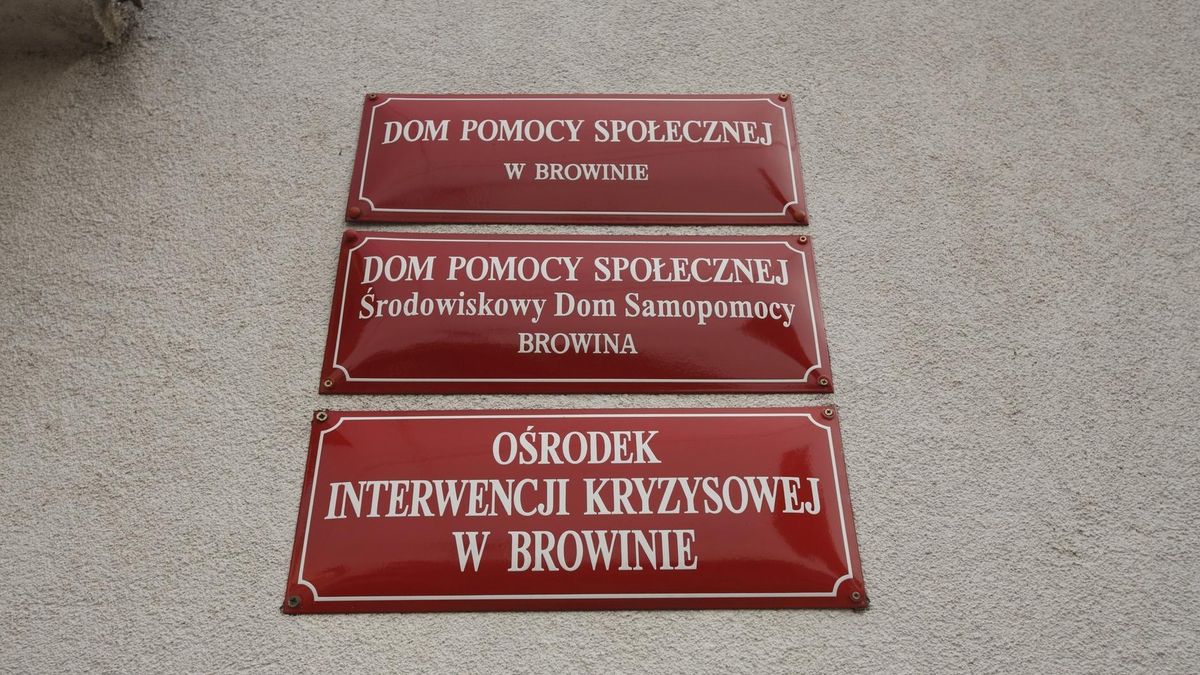 DOM POMOCY SPOŁECZNEJ
W BROWINIE
DOM POMOCY SPOŁECZNEJ
Środowiskowy Dom Samopomocy
BROWINA
OŚRODEK
INTERWENCJI KRYZYSOWEJ
W BROWINIE